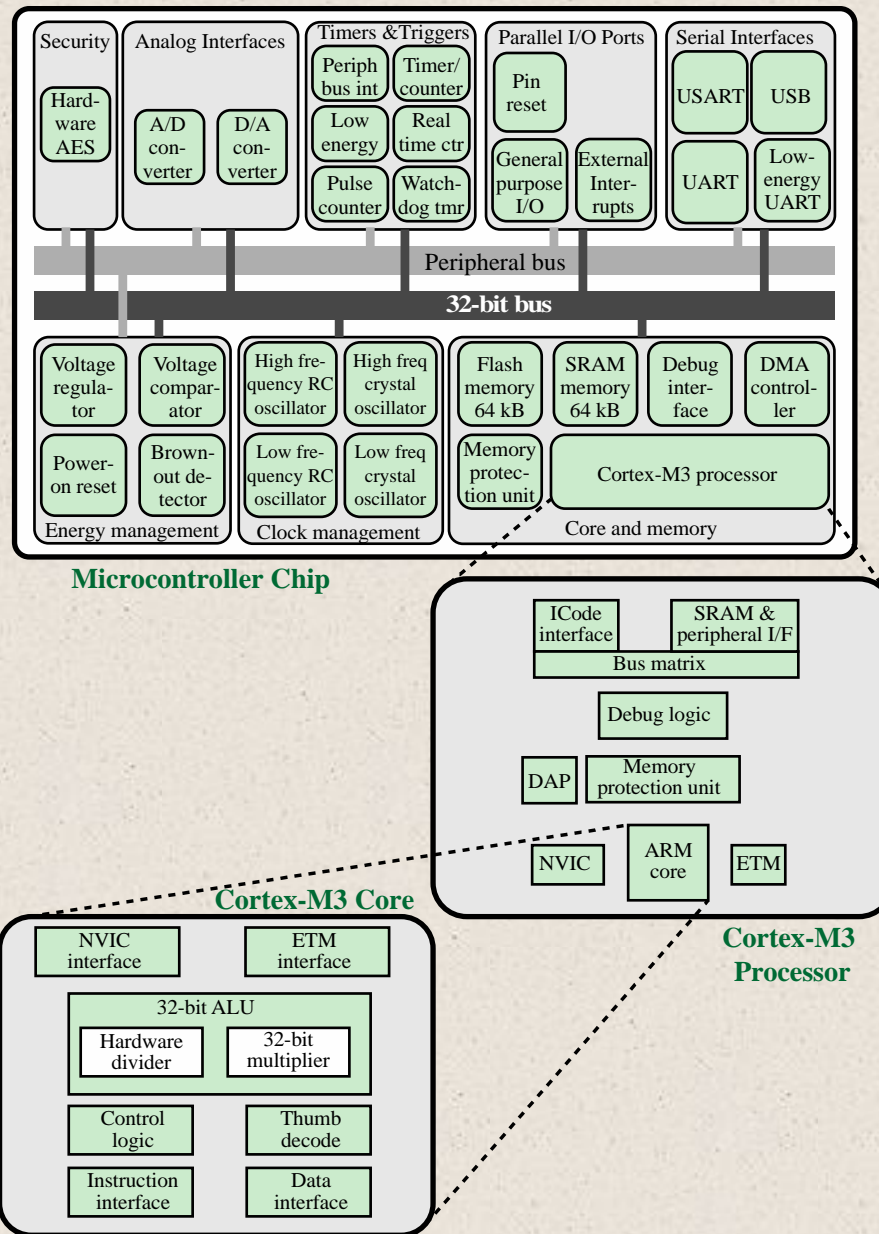 Security
Hard-
ware
AES
Analog Interfaces
A/D
con-
verter
D/A
con-
verter
Timers &Triggers
Periph
bus int
Timer/
counter
Low
energy
Real
time ctr
Pulse
counter
Watch-
dog tmr
Parallel I/O Ports
Pin
reset
General
purpose
I/O
External
Inter-
rupts
Serial Interfaces
USART
USB
UART
Low-
energy
UART
Peripheral bus
32-bit bus
Voltage
regula-
tor
Voltage
compar-
ator
Power-
on reset
Brown-
out de-
tector
Energy management
High fre-
quency RC
oscillator
High freq
crystal
oscillator
Low fre-
quency RC
oscillator
Low freq
crystal
oscillator
Clock management
Flash
memory
64 kB
SRAM
memory
64 kB
Debug
inter-
face
DMA
control-
ler
Memory
protec-
tion unit
Cortex-M3 processor
Core and memory
Microcontroller Chip
ICode
interface
SRAM &
peripheral I/F
Bus matrix
Debug logic
DAP
Memory
protection unit
NVIC
ARM
core
ETM
Cortex-M3
Processor
Cortex-M3 Core
NVIC
interface
ETM
interface
32-bit ALU
Hardware
divider
32-bit
multiplier
Control
logic
Thumb
decode
Instruction
interface
Data
interface